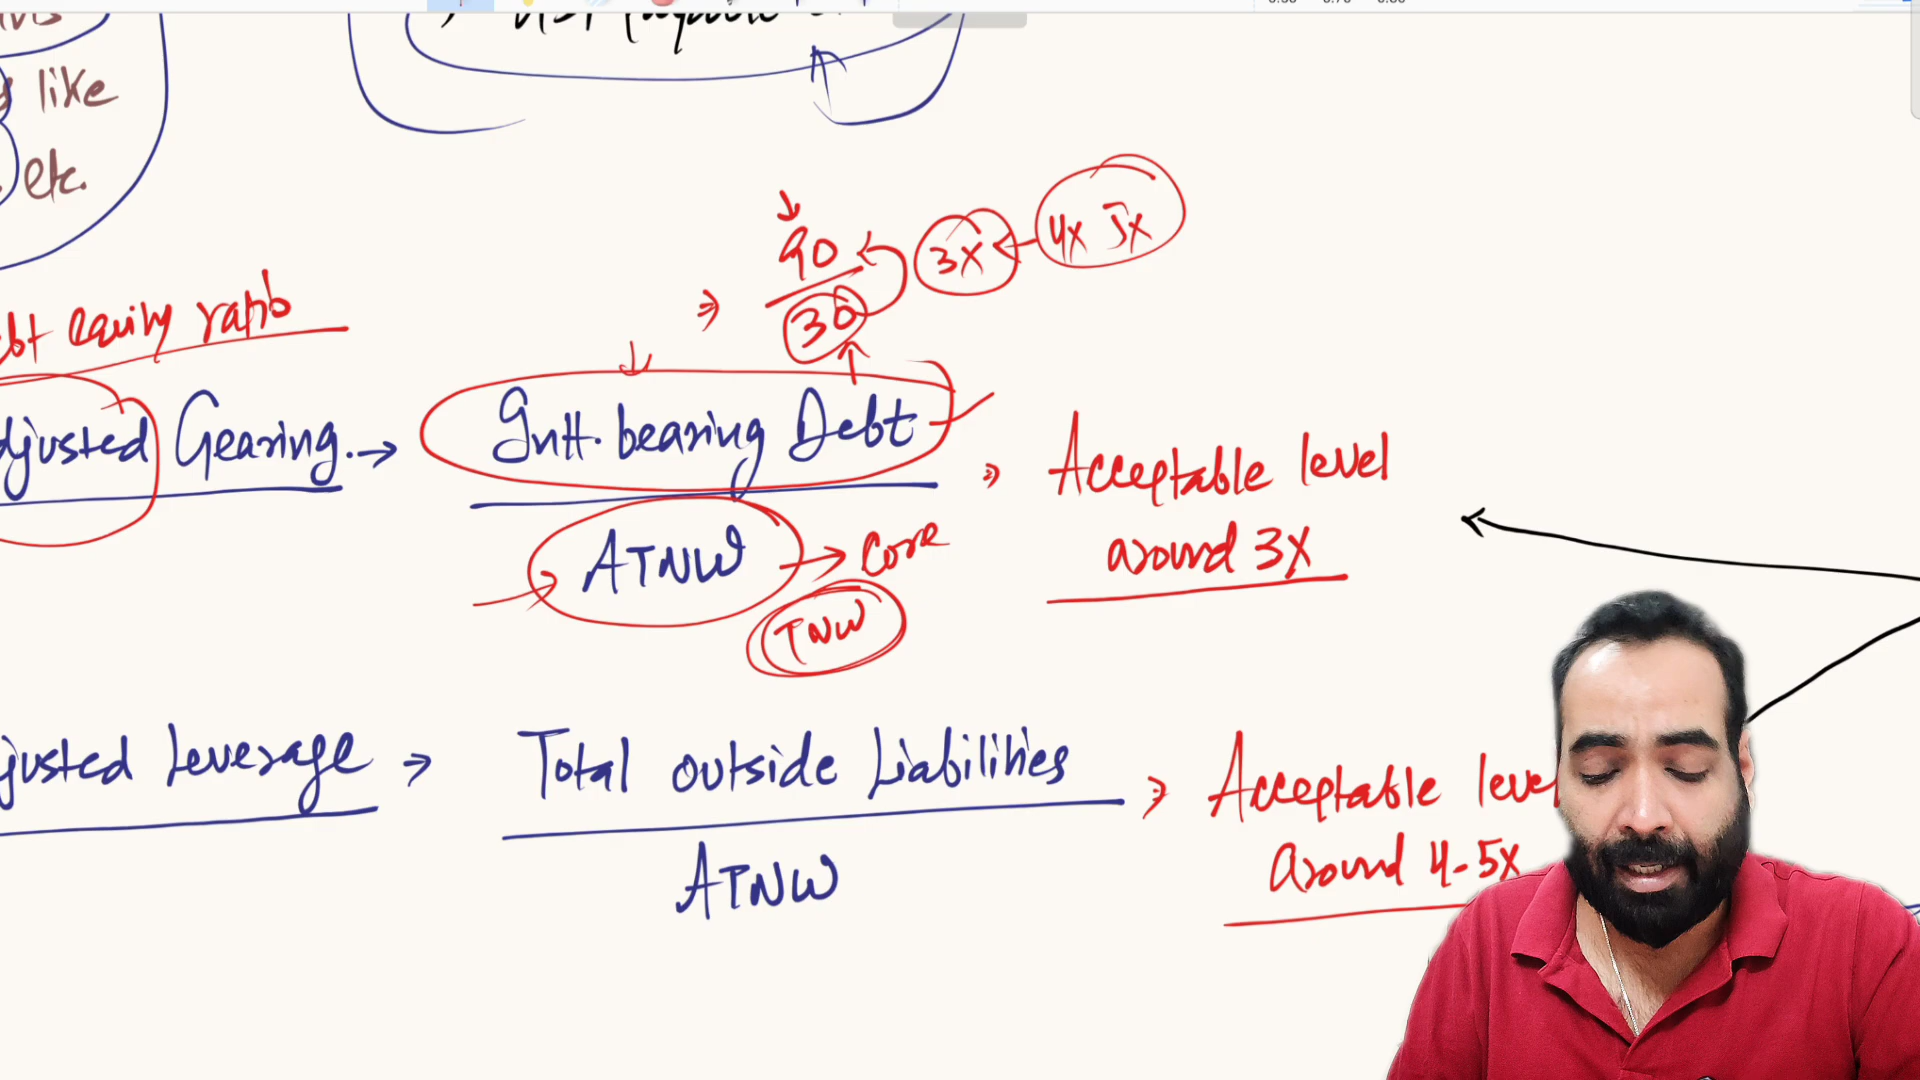 like
etc.
90
30
3x
4x 5x
equity ratio
Gearing. → Intt. bearing Debt
Acceptable level
around 3x
ATNW → Core
TNW
Leverage → Total outside Liabilities
ATNW
Acceptable level
around 4-5x